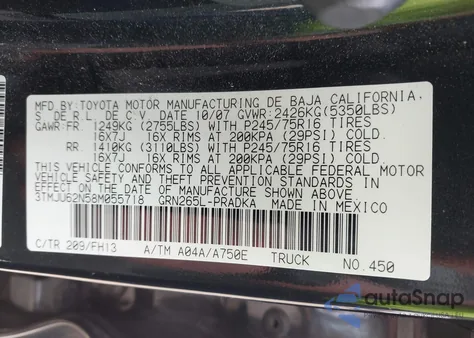 MFD.BY:TOYOTA MOTOR MANUFACTURING DE BAJA CALIFORNIA,
S. DE R.L. DE C.V. DATE 10/07 GVWR:2426KG(5350LBS)
GAWR:FR. 1249KG (2755LBS) WITH P245/75R16 TIRES
16X7J 16X RIMS AT 200KPA (29PSI) COLD.
RR 1410KG (3110LBS) WITH P245/75R16 TIRES
16X7J 16X RIMS AT 200KPA (29PSI) COLD.
THIS VEHICLE CONFORMS TO ALL APPLICABLE FEDERAL MOTOR
VEHICLE SAFETY AND THEFT PREVENTION STANDARDS IN
EFFECT ON THE DATE OF MANUFACTURE SHOWN ABOVE.
3TMJU62N58M055718 GRN265L-PRADKA MADE IN MEXICO
C/TR 209/FH13 A/TM A04A/A750E TRUCK NO.450
autoSnap